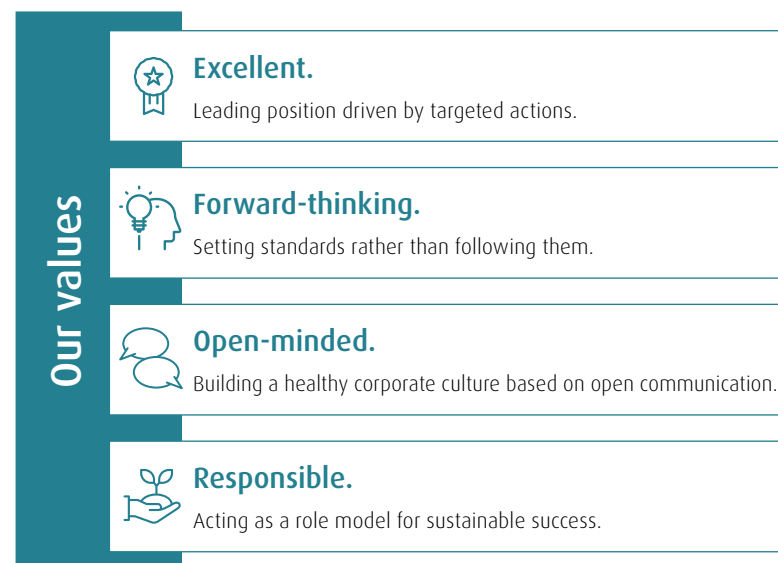 Our values
Excellent.
Leading position driven by targeted actions.
Forward-thinking.
Setting standards rather than following them.
Open-minded.
Building a healthy corporate culture based on open communication.
Responsible.
Acting as a role model for sustainable success.